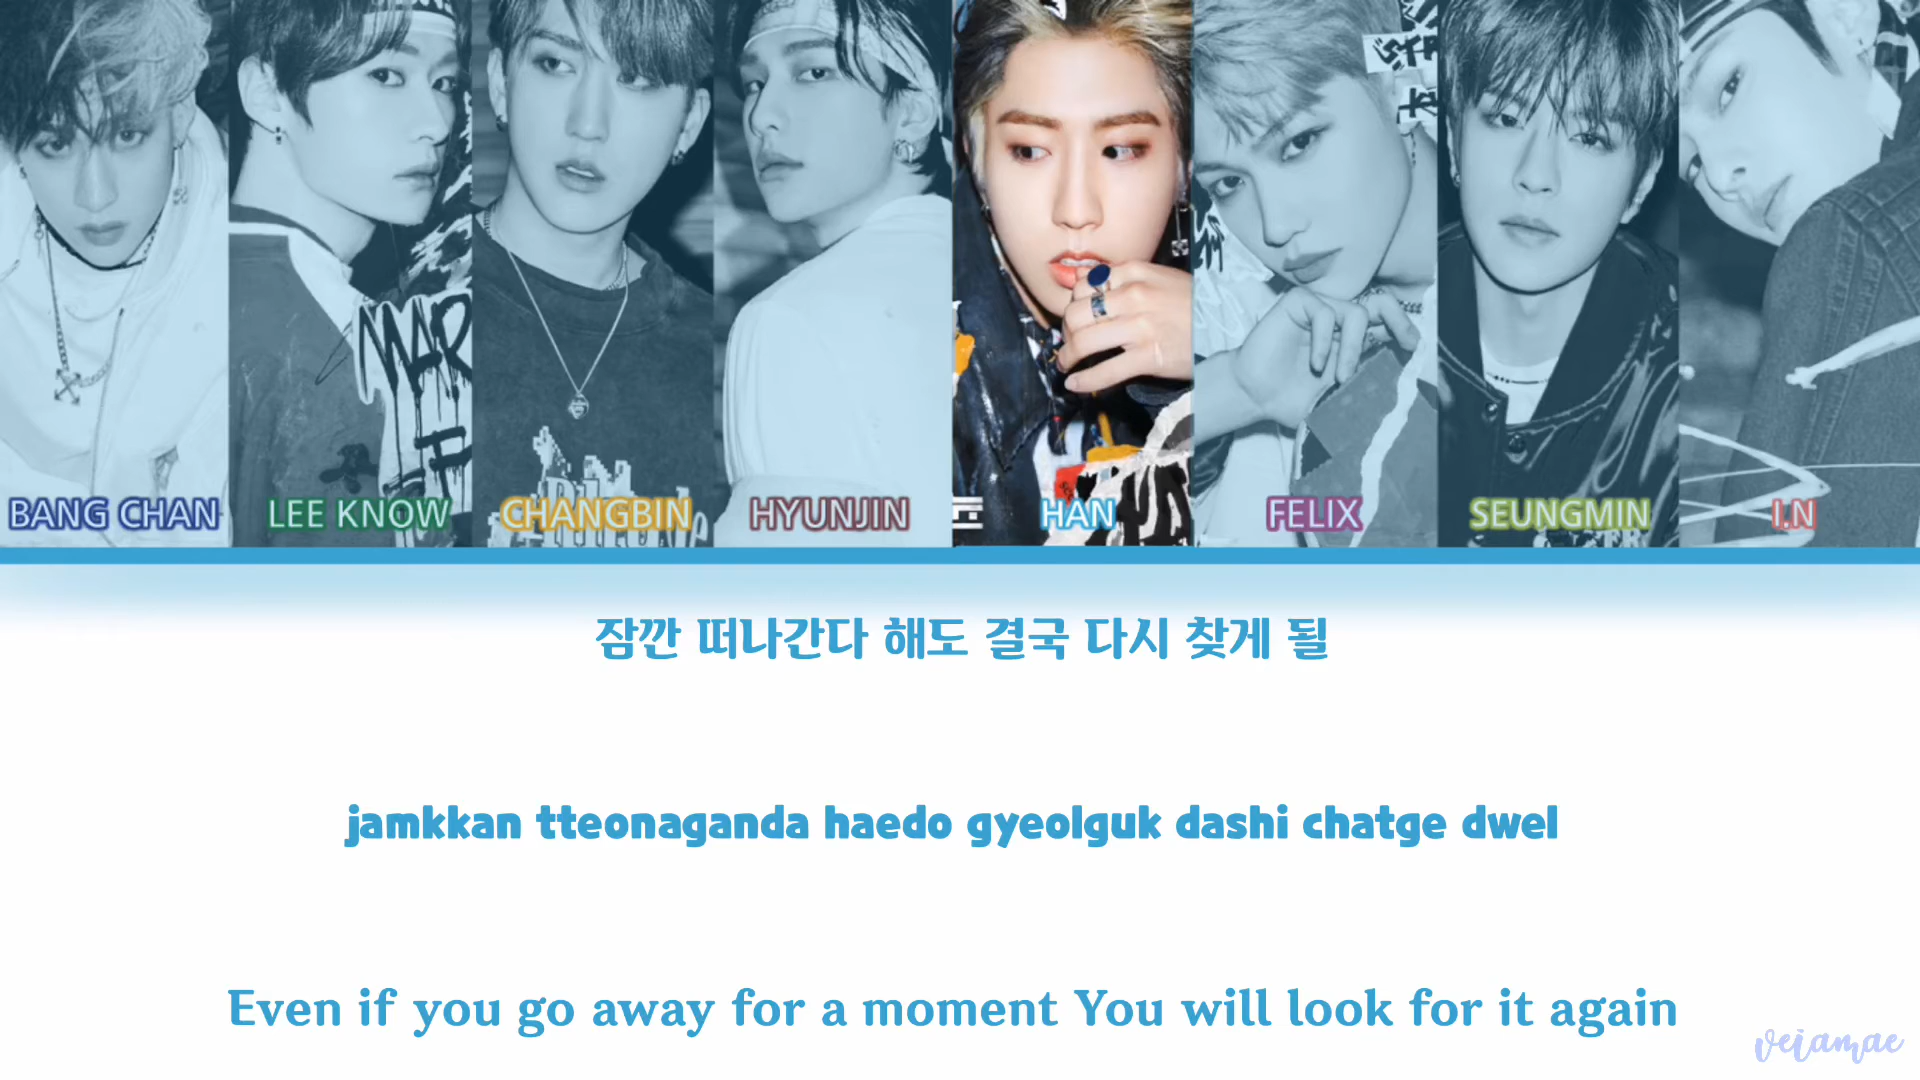 BANG CHAN
LEE KNOW
CHANGBIN
HYUNJIN
HAN
FELIX
SEUNGMIN
I.N
잠깐 떠나간다 해도 결국 다시 찾게 될
jamkkan tteonaganda haedo gyeolguk dashi chatge dwel
Even if you go away for a moment You will look for it again
veiamae